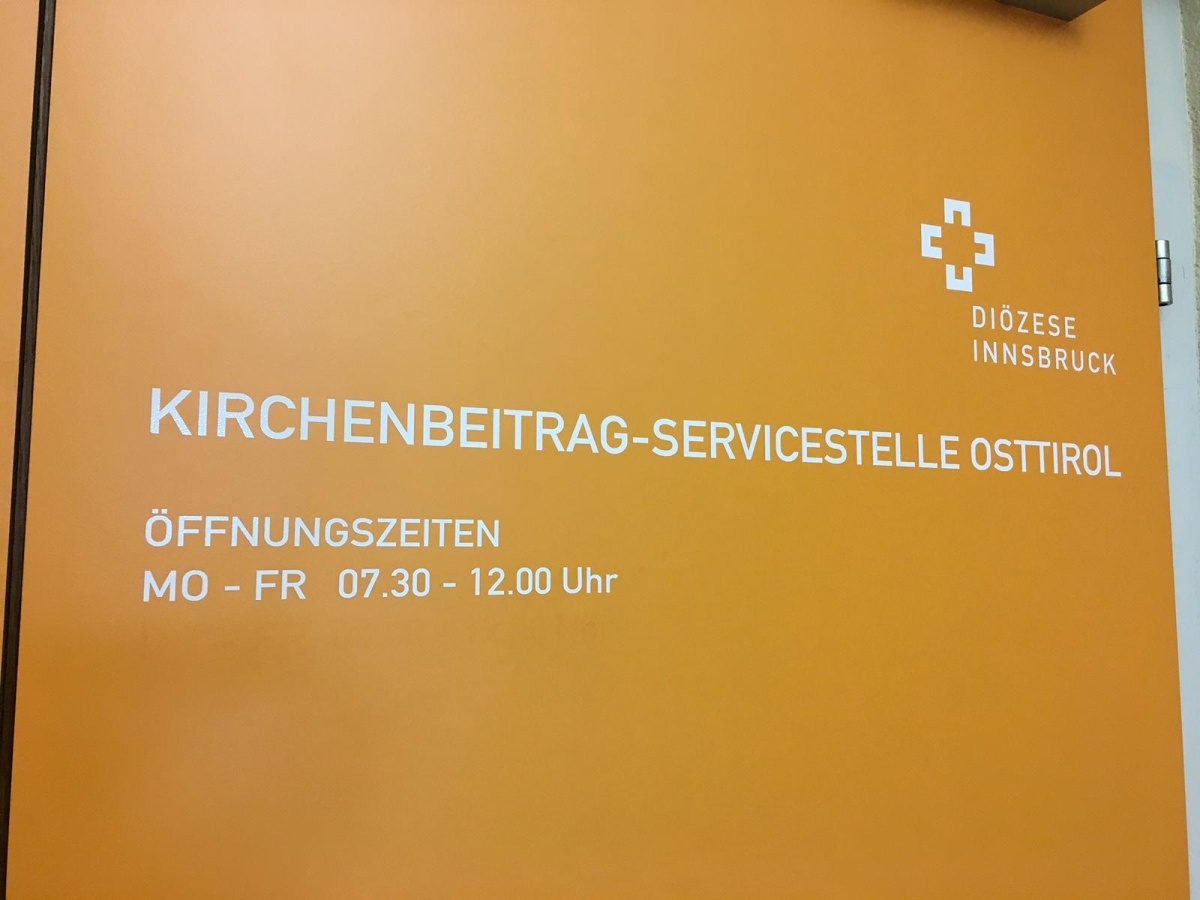 DIÖZESE
INNSBRUCK
KIRCHENBEITRAG-SERVICESTELLE OSTTIROL
ÖFFNUNGSZEITEN
MO - FR 07.30 - 12.00 Uhr